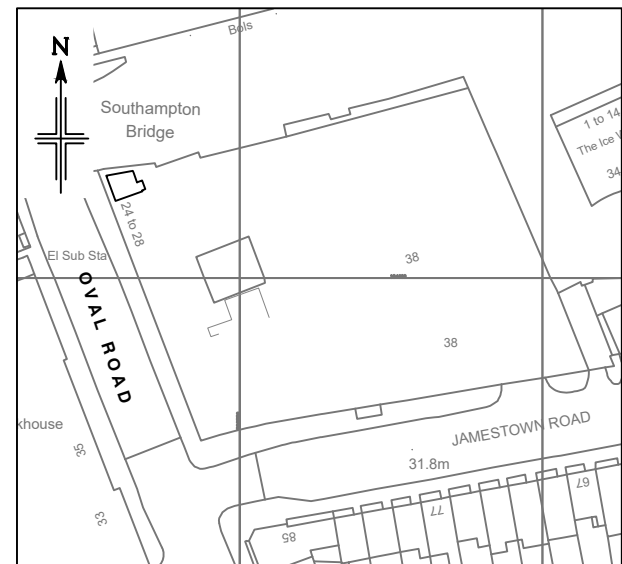 Bols
N
Southampton
Bridge
1 to 14
The Ice
34
24 to 28
El Sub Sta
38
OVAL ROAD
38
khouse
JAMESTOWN ROAD
35
31.8m
67
77
33
85